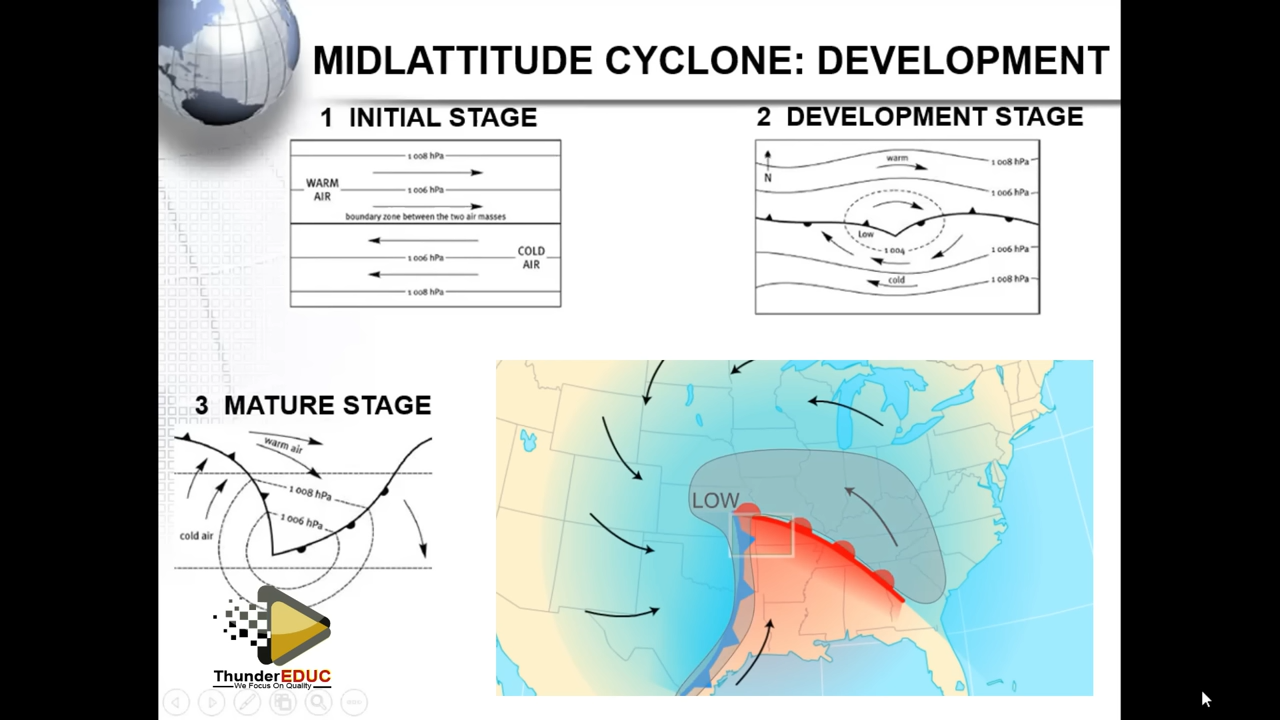 MIDLATTITUDE CYCLONE: DEVELOPMENT
1 INITIAL STAGE
1 008 hPa
WARM
AIR
1 006 hPa
boundary zone between the two air masses
1 006 hPa
COLD
AIR
1 008 hPa
2 DEVELOPMENT STAGE
N
warm
1 008 hPa
1 006 hPa
Low
1 004
1 006 hPa
cold
1 008 hPa
3 MATURE STAGE
warm air
1 008 hPa
1 006 hPa
cold air
LOW
ThunderEDUC
We Focus On Quality